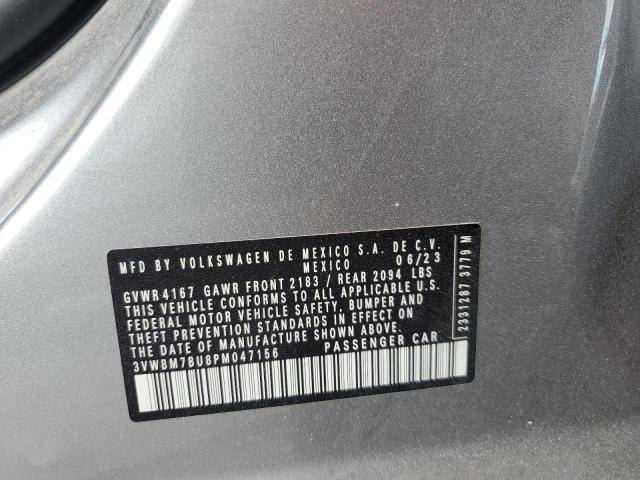 MFD BY VOLKSWAGEN DE MEXICO S.A. DE C.V.
MEXICO 06/23
GVWR 4167 GAWR FRONT 2183 / REAR 2094 LBS
THIS VEHICLE CONFORMS TO ALL APPLICABLE U.S.
FEDERAL MOTOR VEHICLE SAFETY, BUMPER AND
THEFT PREVENTION STANDARDS IN EFFECT ON
THE DATE OF MANUFACTURE SHOWN ABOVE.
3VWBM7BU8PM047156 PASSENGER CAR
2331287 3779 M